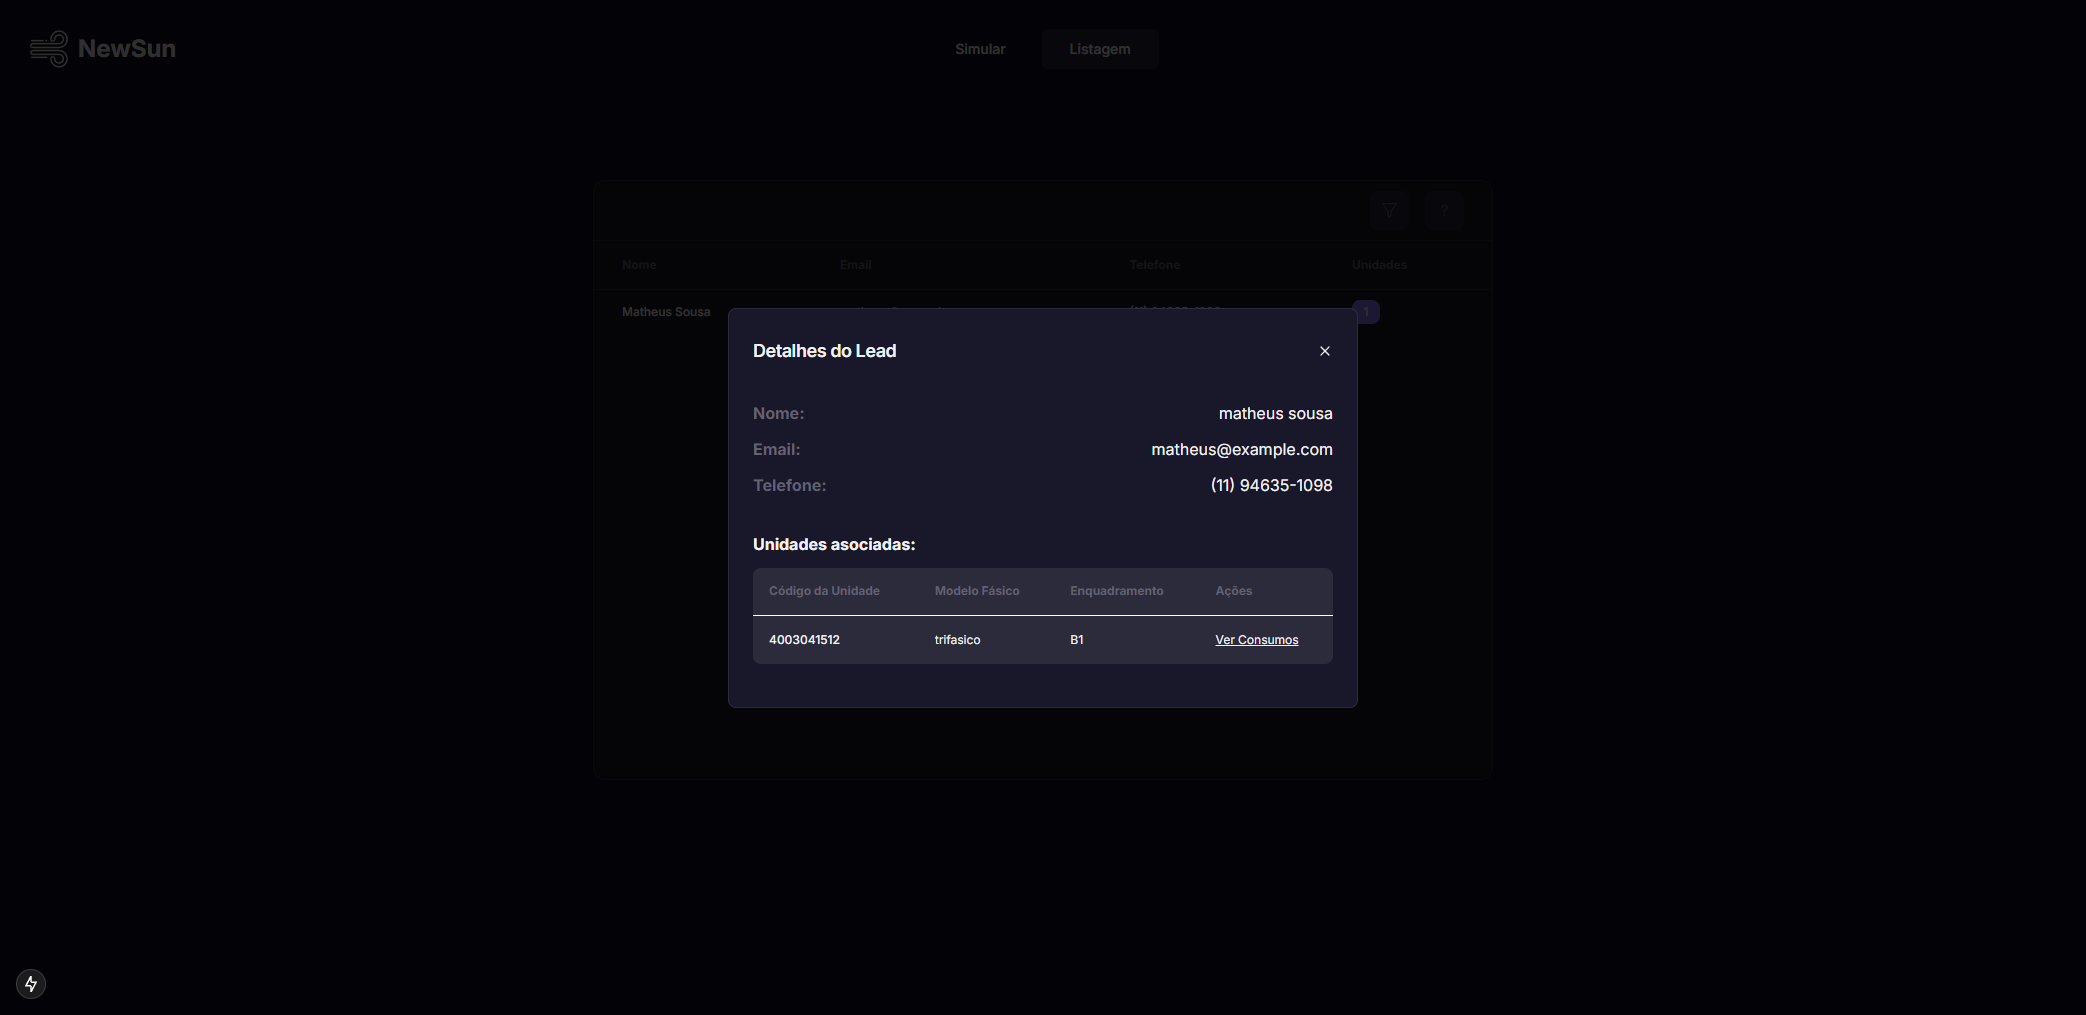 NewSun
Simular
Listagem
?
Nome Email Telefone Unidades
Matheus Sousa 1
Detalhes do Lead
Nome: matheus sousa
Email: matheus@example.com
Telefone: (11) 94635-1098
Unidades asociadas:
Código da Unidade Modelo Fásico Enquadramento Ações
4003041512 trifasico B1 Ver Consumos